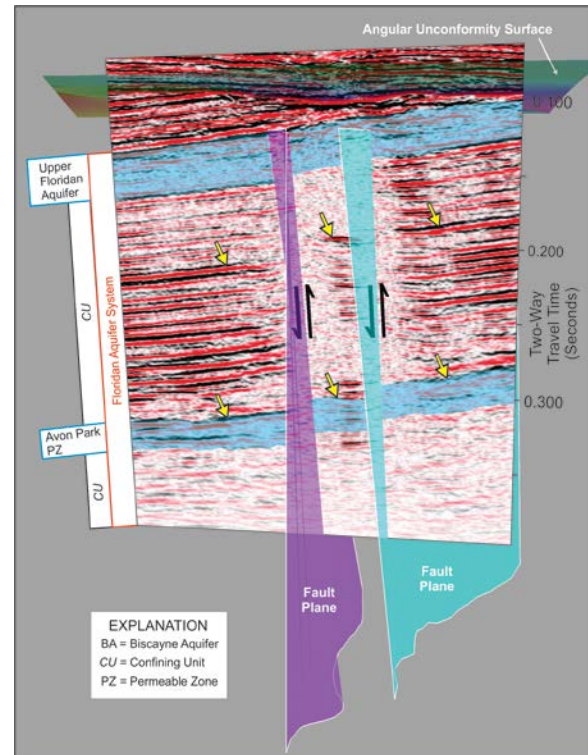 Angular Unconformity Surface
0.100
Upper
Floridan
Aquifer
0.200
CU
Floridan Aquifer System
Two-Way
Travel Time
(Seconds)
0.300
Avon Park
PZ
CU
Fault
Plane
Fault
Plane
EXPLANATION
BA = Biscayne Aquifer
CU = Confining Unit
PZ = Permeable Zone